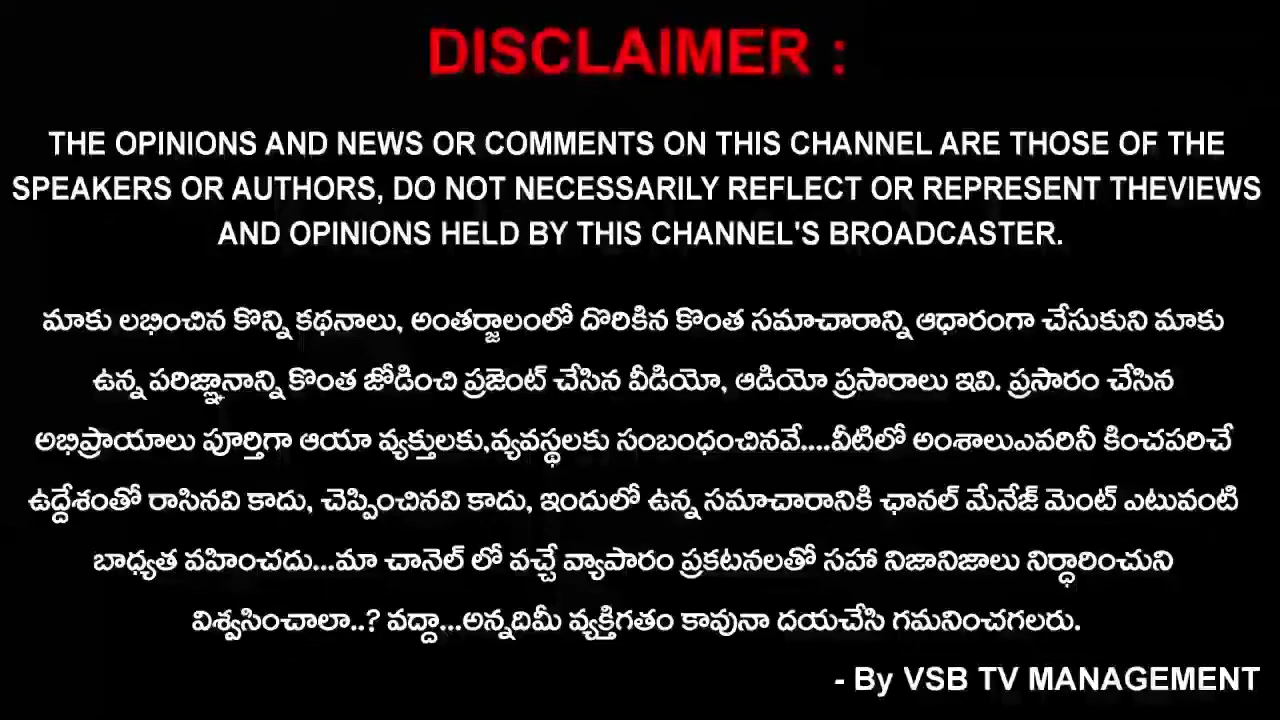 DISCLAIMER :
THE OPINIONS AND NEWS OR COMMENTS ON THIS CHANNEL ARE THOSE OF THE
SPEAKERS OR AUTHORS, DO NOT NECESSARILY REFLECT OR REPRESENT THEVIEWS
AND OPINIONS HELD BY THIS CHANNEL'S BROADCASTER.
మాకు లభించిన కొన్ని కథనాలు, అంతర్జాలంలో దొరికిన కొంత సమాచారాన్ని ఆధారంగా చేసుకుని మాకు
ఉన్న పరిజ్ఞానాన్ని కొంత జోడించి ప్రజెంట్ చేసిన వీడియో, ఆడియో ప్రసారాలు ఇవి. ప్రసారం చేసిన
అభిప్రాయాలు పూర్తిగా ఆయా వ్యక్తులకు,వ్యవస్థలకు సంబంధంచినవే....వీటిలో అంశాలుఎవరినీ కించపరిచే
ఉద్దేశంతో రాసినవి కాదు, చెప్పించినవి కాదు, ఇందులో ఉన్న సమాచారానికి ఛానల్ మేనేజ్ మెంట్ ఎటువంటి
బాధ్యత వహించదు...మా చానెల్ లో వచ్చే వ్యాపారం ప్రకటనలతో సహా నిజానిజాలు నిర్ధారించుని
విశ్వసించాలా..? వద్దా...అన్నదిమీ వ్యక్తిగతం కావునా దయచేసి గమనించగలరు.
- By VSB TV MANAGEMENT